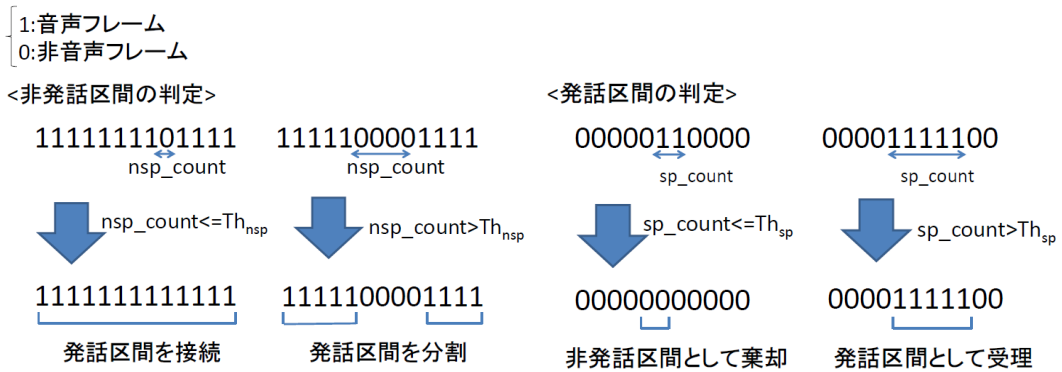 1:音声フレーム
0:非音声フレーム
<非発話区間の判定>
<発話区間の判定>
1111111101111
1111100001111
00000110000
00001111100
nsp_count
nsp_count
sp_count
sp_count
nsp_count<=Thnsp
nsp_count>Thnsp
sp_count<=Thsp
sp_count>Thsp
1111111111111
1111100001111
00000000000
00001111100
発話区間を接続
発話区間を分割
非発話区間として棄却
発話区間として受理